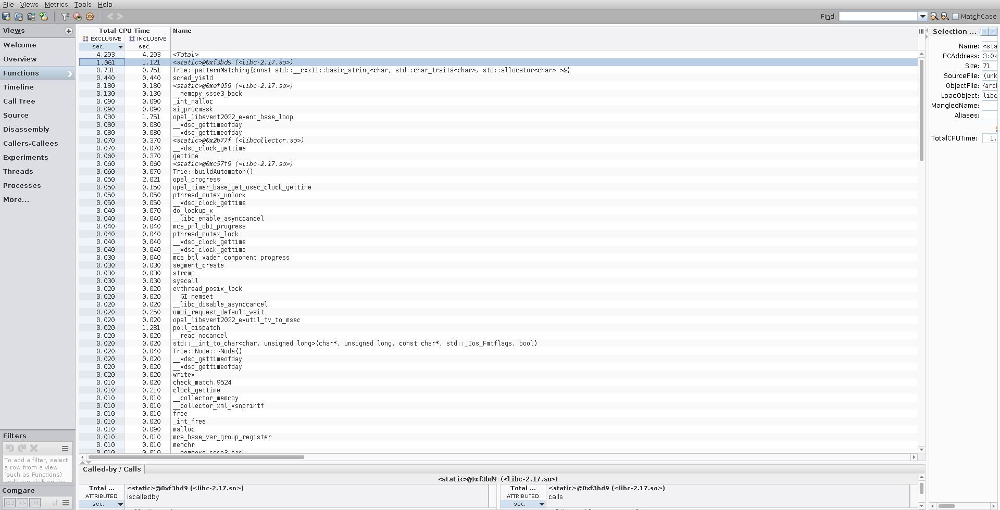 File Views Metrics Tools Help
Find: MatchCase
Views
Welcome
Overview
Functions
Timeline
Call Tree
Source
Disassembly
Callers-Callees
Experiments
Threads
Processes
More...
Filters
To add a filter, select
a row from a view
(such as Functions)
and then click on the
Compare
Total CPU Time Name
EXCLUSIVE INCLUSIVE
sec. sec.
4.293 4.293 <Total>
1.061 1.121 <static>@0xf3bd9 (<libc-2.17.so>)
0.731 0.751 Trie::patternMatching(const std::__cxx11::basic_string<char, std::char_traits<char>, std::allocator<char> >&)
0.440 0.440 sched_yield
0.180 0.180 <static>@0xef959 (<libc-2.17.so>)
0.130 0.130 __memcpy_ssse3_back
0.090 0.090 _int_malloc
0.090 0.090 sigprocmask
0.080 1.751 opal_libevent2022_event_base_loop
0.080 0.080 __vdso_gettimeofday
0.080 0.080 __vdso_gettimeofday
0.070 0.370 <static>@0x2b77f (<libcollector.so>)
0.070 0.070 __vdso_clock_gettime
0.060 0.370 gettime
0.060 0.060 <static>@0xc57f9 (<libc-2.17.so>)
0.060 0.070 Trie::buildAutomaton()
0.050 2.021 opal_progress
0.050 0.150 opal_timer_base_get_usec_clock_gettime
0.050 0.050 pthread_mutex_unlock
0.050 0.050 __vdso_clock_gettime
0.040 0.070 do_lookup_x
0.040 0.040 __libc_enable_asynccancel
0.040 0.040 mca_pml_ob1_progress
0.040 0.040 pthread_mutex_lock
0.040 0.040 __vdso_clock_gettime
0.040 0.040 __vdso_clock_gettime
0.030 0.040 mca_btl_vader_component_progress
0.030 0.030 segment_create
0.030 0.030 strcmp
0.030 0.030 syscall
0.020 0.020 evthread_posix_lock
0.020 0.020 __GI_memset
0.020 0.020 __libc_disable_asynccancel
0.020 0.250 ompi_request_default_wait
0.020 0.020 opal_libevent2022_evutil_tv_to_msec
0.020 1.281 poll_dispatch
0.020 0.020 __read_nocancel
0.020 0.020 std::__int_to_char<char, unsigned long>(char*, unsigned long, const char*, std::_Ios_Fmtflags, bool)
0.020 0.040 Trie::Node::~Node()
0.020 0.020 __vdso_gettimeofday
0.020 0.020 __vdso_gettimeofday
0.020 0.020 writev
0.010 0.020 check_match.9524
0.010 0.210 clock_gettime
0.010 0.010 __collector_memcpy
0.010 0.010 __collector_xml_vsnprintf
0.010 0.010 free
0.010 0.020 _int_free
0.010 0.090 malloc
0.010 0.010 mca_base_var_group_register
0.010 0.010 memchr
0.010 0.010 __memmove_ssse3_back
Called-by / Calls
<static>@0xf3bd9 (<libc-2.17.so>)
Total ... <static>@0xf3bd9 (<libc-2.17.so>)
ATTRIBUTED iscalledby
sec.
Total ... <static>@0xf3bd9 (<libc-2.17.so>)
ATTRIBUTED calls
sec.
Selection ...
Name: <sta
PCAddress: 3:0x
Size: 71
SourceFile: (unk
ObjectFile: /arch
LoadObject: libc
MangledName:
Aliases:
TotalCPUTime: 1.